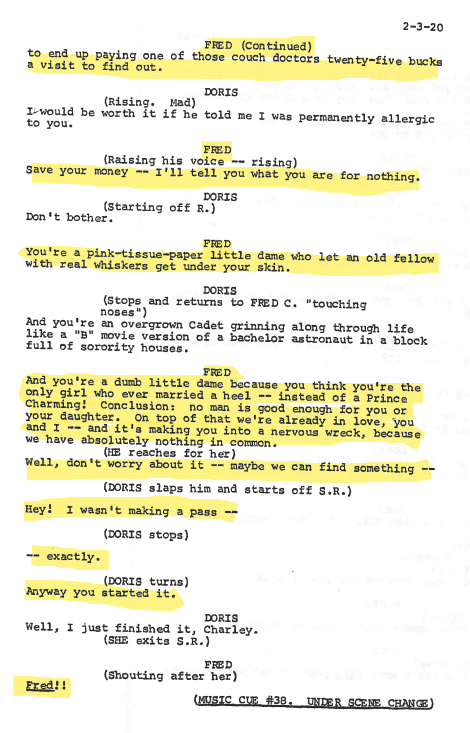 2-3-20
FRED (Continued)
to end up paying one of those couch doctors twenty-five bucks
a visit to find out.
DORIS
(Rising. Mad)
I would be worth it if he told me I was permanently allergic
to you.
FRED
(Raising his voice -- rising)
Save your money -- I'll tell you what you are for nothing.
DORIS
(Starting off R.)
Don't bother.
FRED
You're a pink-tissue-paper little dame who let an old fellow
with real whiskers get under your skin.
DORIS
(Stops and returns to FRED C. "touching
noses")
And you're an overgrown Cadet grinning along through life
like a "B" movie version of a bachelor astronaut in a block
full of sorority houses.
FRED
And you're a dumb little dame because you think you're the
only girl who ever married a heel -- instead of a Prince
Charming! Conclusion: no man is good enough for you or
your daughter. On top of that we're already in love, you
and I -- and it's making you into a nervous wreck, because
we have absolutely nothing in common.
(HE reaches for her)
Well, don't worry about it -- maybe we can find something --
(DORIS slaps him and starts off S.R.)
Hey! I wasn't making a pass --
(DORIS stops)
-- exactly.
(DORIS turns)
Anyway you started it.
DORIS
Well, I just finished it, Charley.
(SHE exits S.R.)
FRED
(Shouting after her)
Fred!!
(MUSIC CUE #38. UNDER SCENE CHANGE)